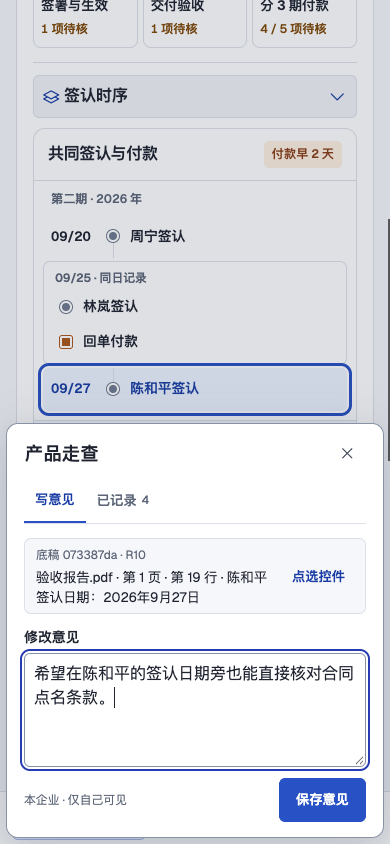 签署与生效
交付验收
分 3 期付款
1 项待核
1 项待核
4 / 5 项待核
签认时序
共同签认与付款
付款早 2 天
第二期 · 2026 年
09/20
周宁签认
09/25 · 同日记录
林岚签认
回单付款
09/27
陈和平签认
产品走查
写意见
已记录 4
底稿 073387da · R10
验收报告.pdf · 第 1 页 · 第 19 行 · 陈和平
签认日期：2026年9月27日
点选控件
修改意见
希望在陈和平的签认日期旁也能直接核对合同
点名条款。
本企业 · 仅自己可见
保存意见